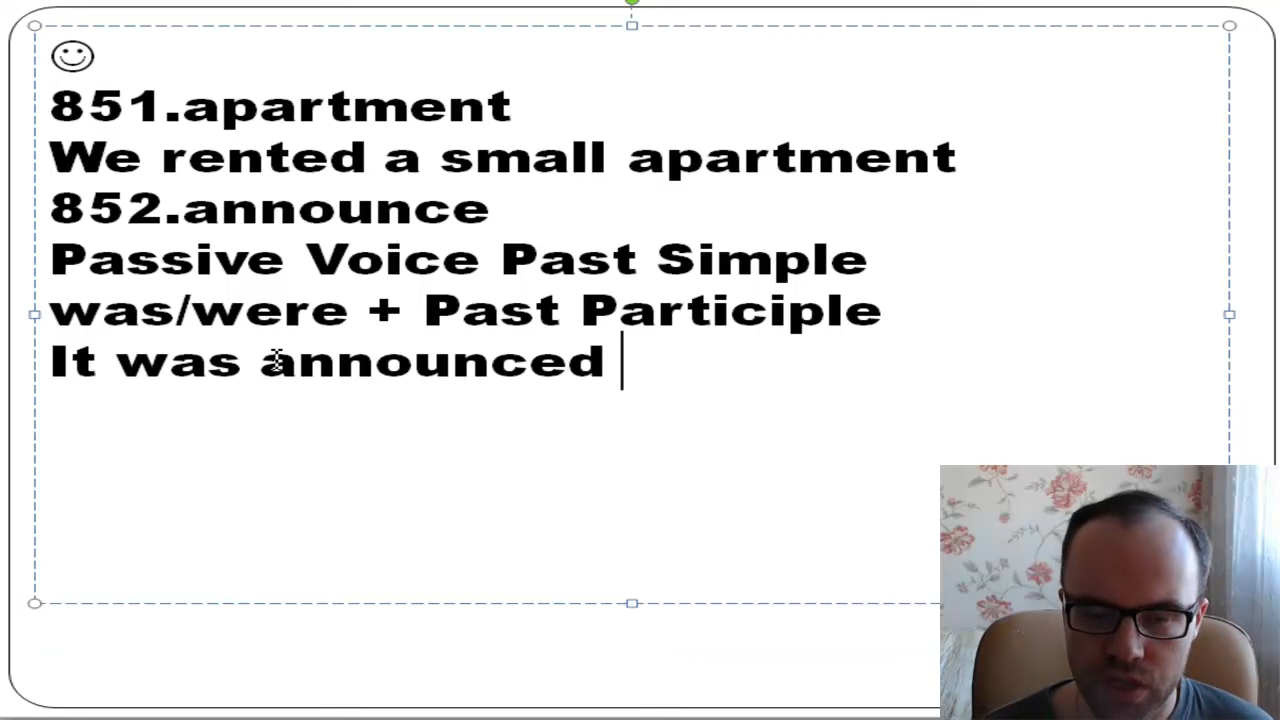 851.apartment
We rented a small apartment
852.announce
Passive Voice Past Simple
was/were + Past Participle
It was announced